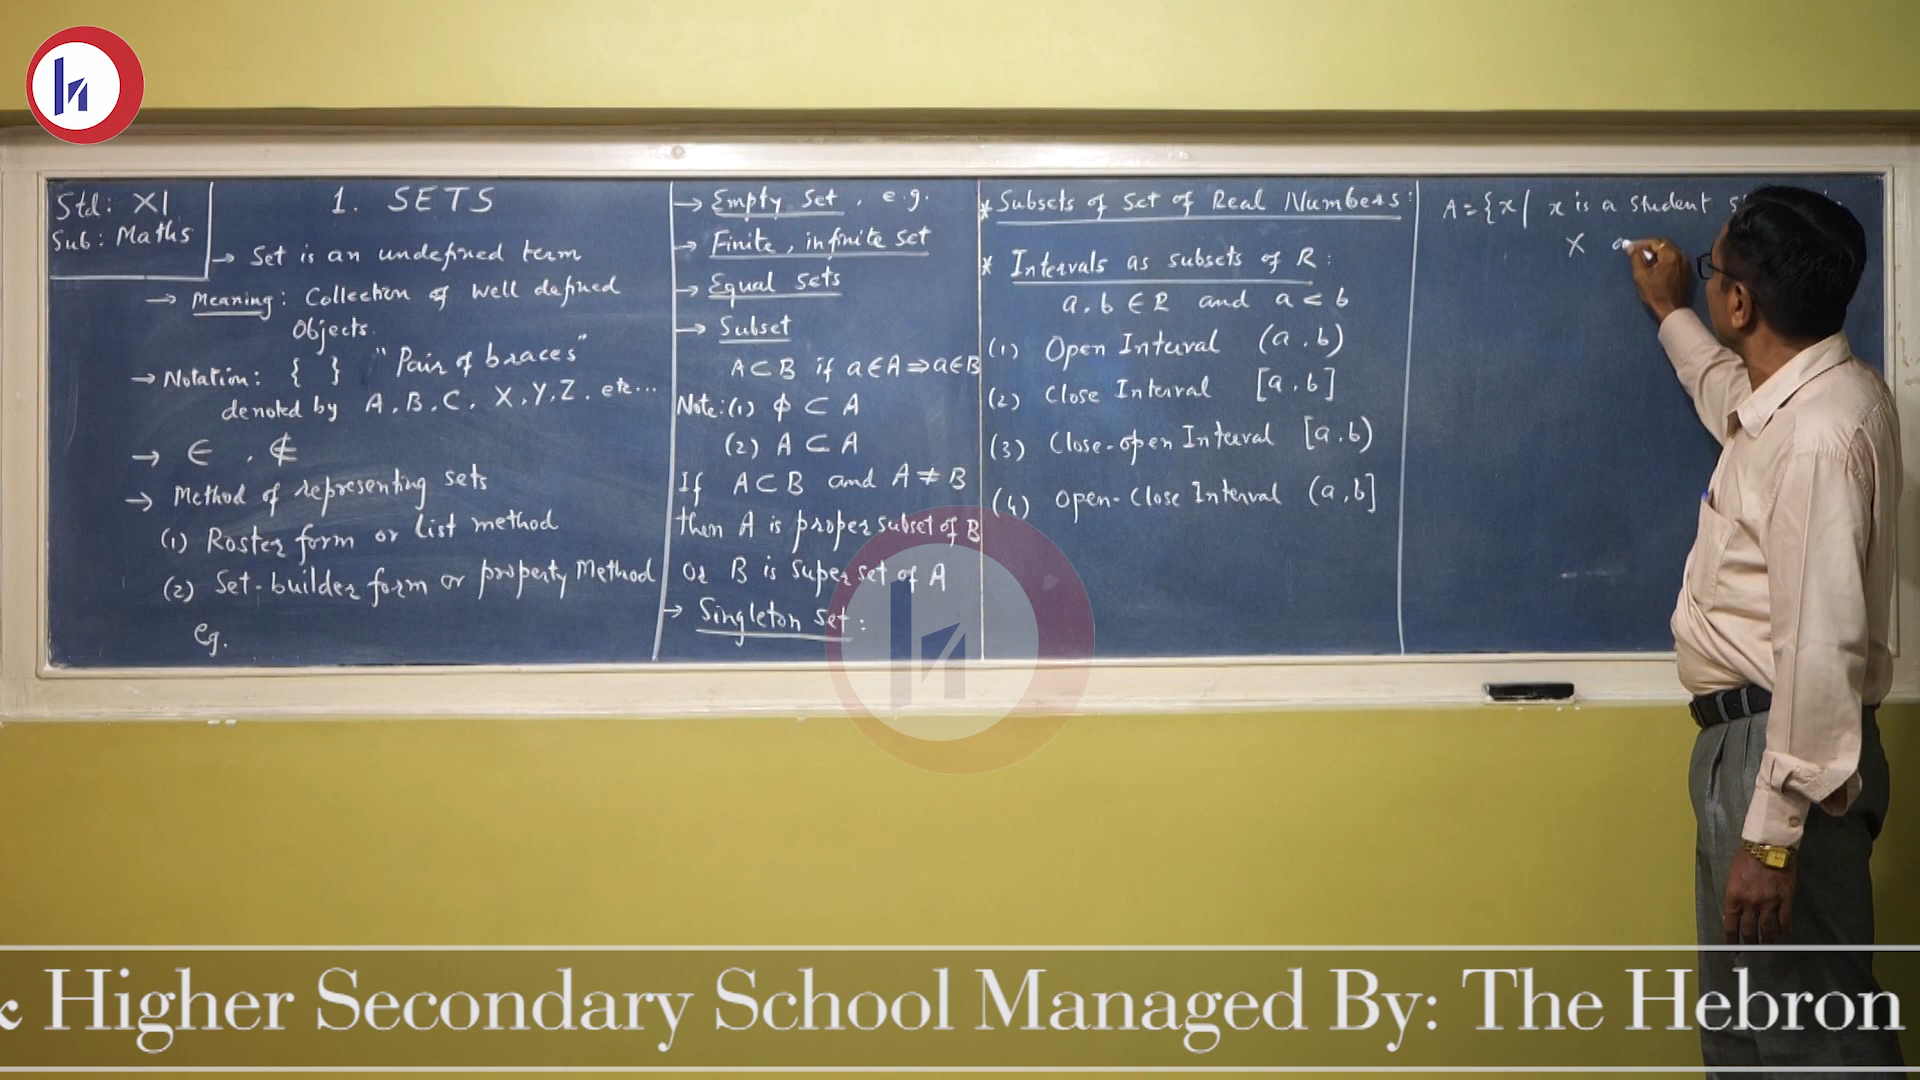 Std: XI
Sub: Maths
1. SETS
→ Set is an undefined term
→ Meaning: Collection of well defined
Objects.
→ Notation: { } "Pair of braces"
denoted by A, B, C, X, Y, Z, etc...
→ ∈ , ∉
→ Method of representing sets
(1) Roster form or List method
(2) Set-builder form or property Method
eg.
→ Empty Set, e.g.
→ Finite, infinite set
→ Equal sets
→ Subset
A⊂B if a∈A⇒a∈B
Note: (1) ϕ ⊂ A
(2) A ⊂ A
If A⊂B and A≠B
then A is proper subset of B
or B is super set of A
→ Singleton set:
* Subsets of Set of Real Numbers:
* Intervals as subsets of R:
a, b ∈ R and a < b
(1) Open Interval (a, b)
(2) Close Interval [a, b]
(3) Close-open Interval [a, b)
(4) Open-Close Interval (a, b]
A = {x | x is a student
X
Higher Secondary School Managed By: The Hebron